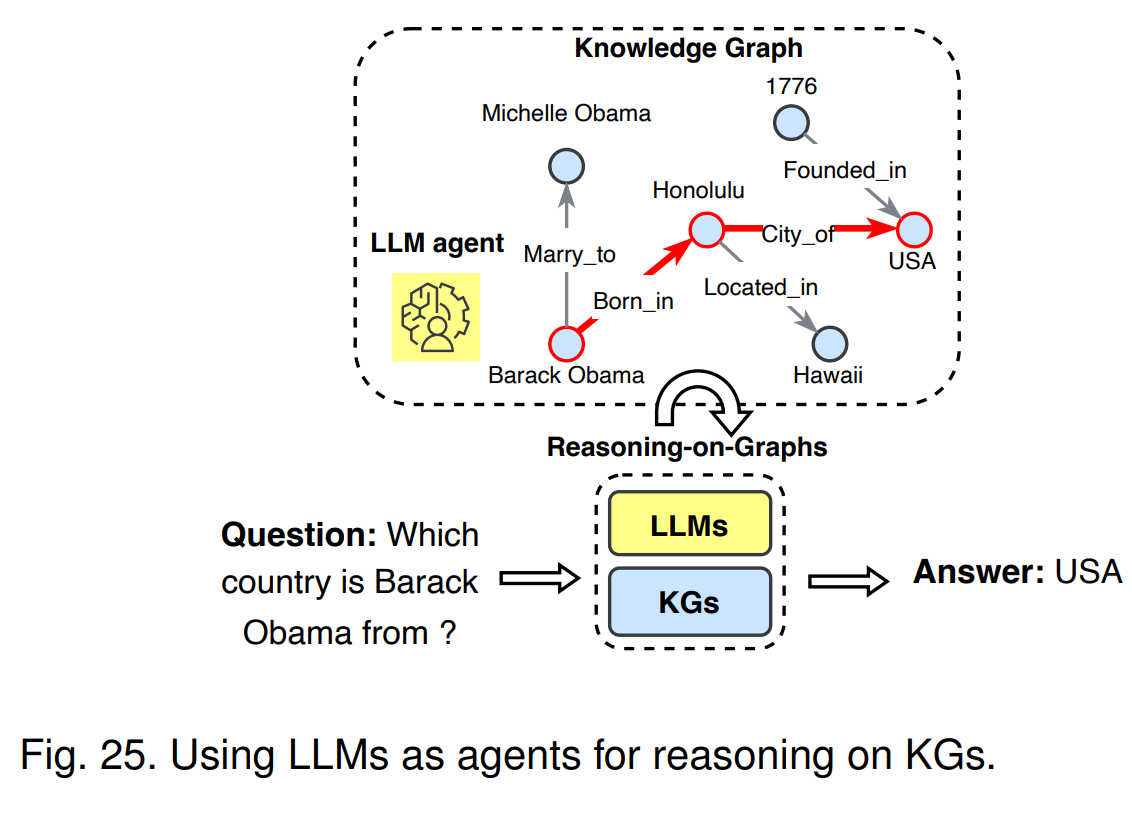 Knowledge Graph
1776
Michelle Obama
Founded_in
Honolulu
City_of
LLM agent
Marry_to
USA
Located_in
Born_in
Barack Obama
Hawaii
Reasoning-on-Graphs
LLMs
KGs
Question: Which
country is Barack
Obama from ?
Answer: USA
Fig. 25. Using LLMs as agents for reasoning on KGs.